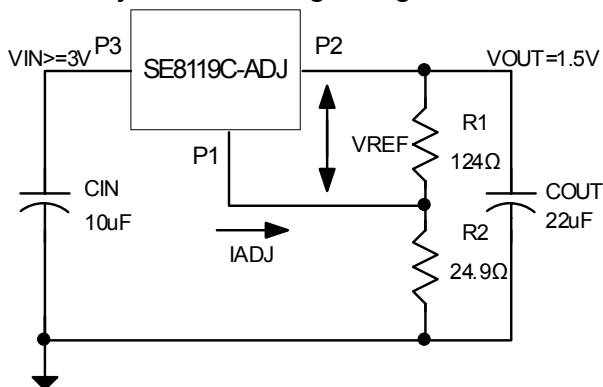 VIN>=3V
P3
SE8119C-ADJ
P2
VOUT=1.5V
P1
VREF
R1
124Ω
CIN
10uF
IADJ
R2
24.9Ω
COUT
22uF